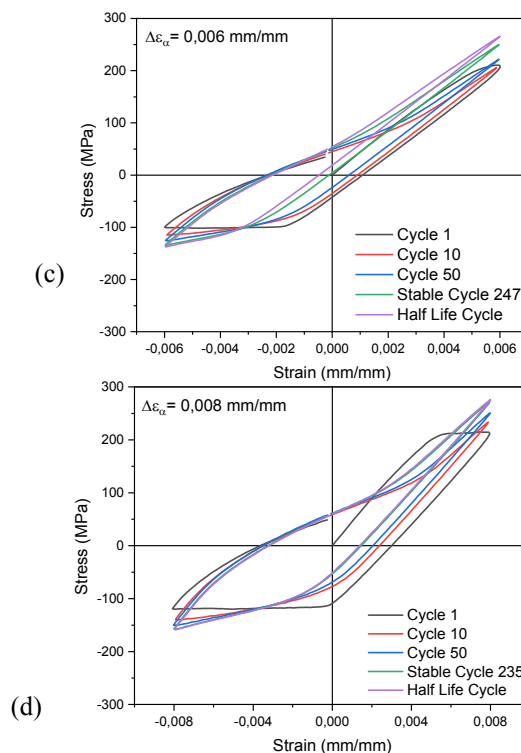 Δεα= 0,006 mm/mm
300
200
100
0
-100
-200
-300
Stress (MPa)
(c)
Cycle 1
Cycle 10
Cycle 50
Stable Cycle 247
Half Life Cycle
-0,006 -0,004 -0,002 0,000 0,002 0,004 0,006
Strain (mm/mm)
Δεα= 0,008 mm/mm
300
200
100
0
-100
-200
-300
Stress (MPa)
Cycle 1
Cycle 10
Cycle 50
Stable Cycle 235
Half Life Cycle
(d)
-0,008 -0,004 0,000 0,004 0,008
Strain (mm/mm)